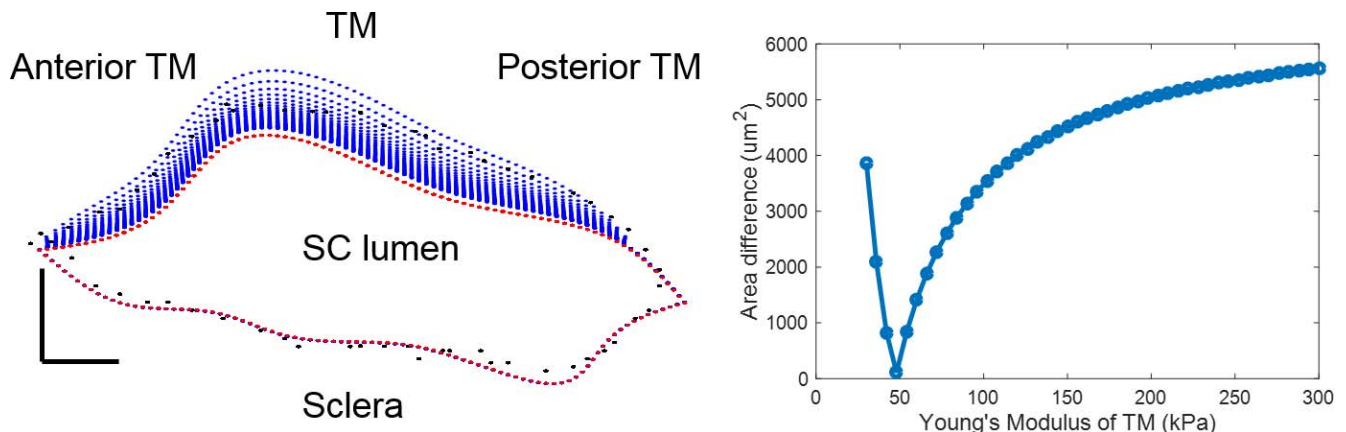 TM
Anterior TM
Posterior TM
SC lumen
Sclera
6000
5000
4000
3000
2000
1000
0
Area difference (um²)
0 50 100 150 200 250 300
Young's Modulus of TM (kPa)